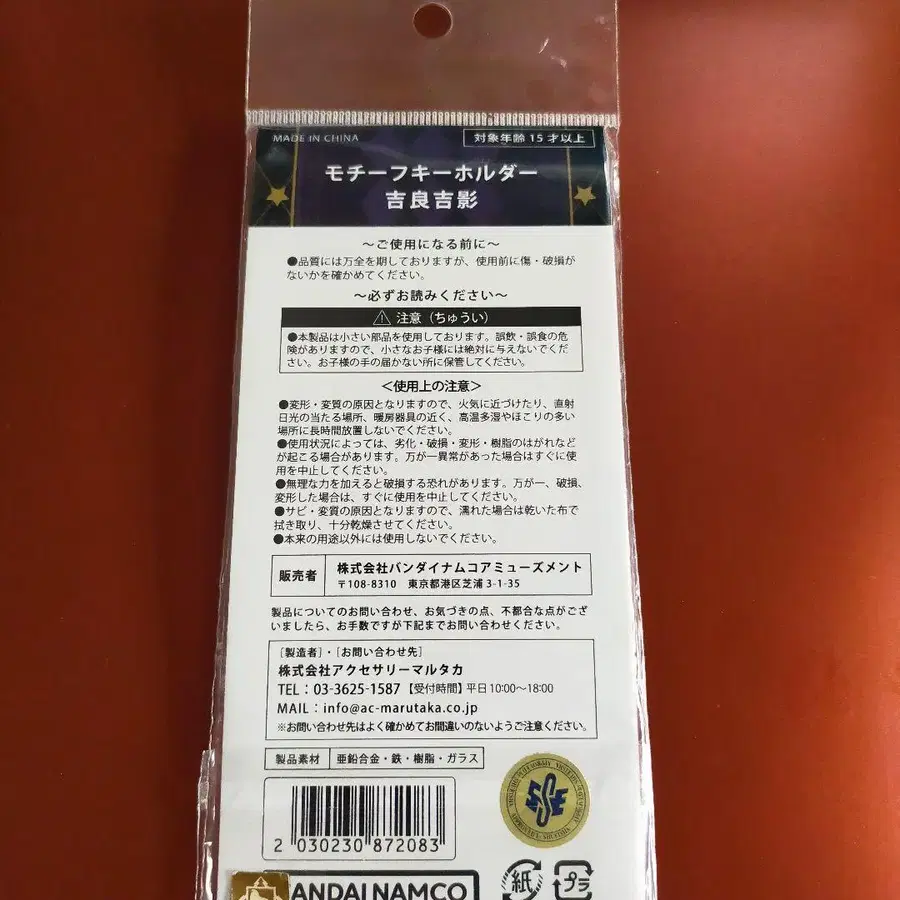 MADE IN CHINA
対象年齢 15 才以上
モチーフキーホルダー
吉良吉影
～ご使用になる前に～
●品質には万全を期しておりますが、使用前に傷・破損が
ないかを確かめてください。
～必ずお読みください～
⚠ 注意（ちゅうい）
●本製品は小さい部品を使用しております。誤飲・誤食の危
険がありますので、小さなお子様には絶対に与えないでくだ
さい。お子様の手の届かない所に保管してください。
＜使用上の注意＞
●変形・変質の原因となりますので、火気に近づけたり、直射
日光の当たる場所、暖房器具の近く、高温多湿やほこりの多い
場所に長時間放置しないでください。
●使用状況によっては、劣化・破損・変形・樹脂のはがれなど
が起こる場合があります。万が一異常があった場合はすぐに使
用を中止してください。
●無理な力を加えると破損する恐れがあります。万が一、破損、
変形した場合は、すぐに使用を中止してください。
●サビ・変質の原因となりますので、濡れた場合は乾いた布で
拭き取り、十分乾燥させてください。
●本来の用途以外には使用しないでください。
販売者
株式会社バンダイナムコアミューズメント
〒108-8310 東京都港区芝浦 3-1-35
製品についてのお問い合わせ、お気づきの点、不都合な点がござ
いましたら、お手数ですが下記までお問い合わせください。
［製造者］・［お問い合わせ先］
株式会社アクセサリーマルタカ
TEL：03-3625-1587 【受付時間】平日 10:00～18:00
MAIL：info@ac-marutaka.co.jp
※お問い合わせ先はよく確かめてお間違いのないようご注意ください。
製品素材 亜鉛合金・鉄・樹脂・ガラス
2 030230 872083
ANDAI NAMCO
紙
プラ